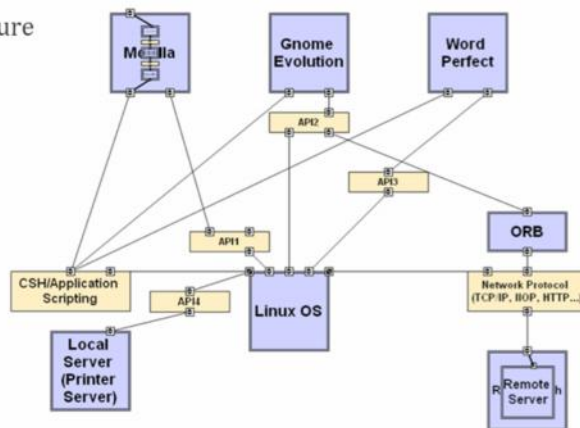 ure
Gnome
Evolution
Word
Perfect
API2
API3
API1
ORB
CSH/Application
Scripting
API4
Linux OS
Network Protocol
(TCP/IP, IIOP, HTTP...)
Local
Server
(Printer
Server)
Remote
Server